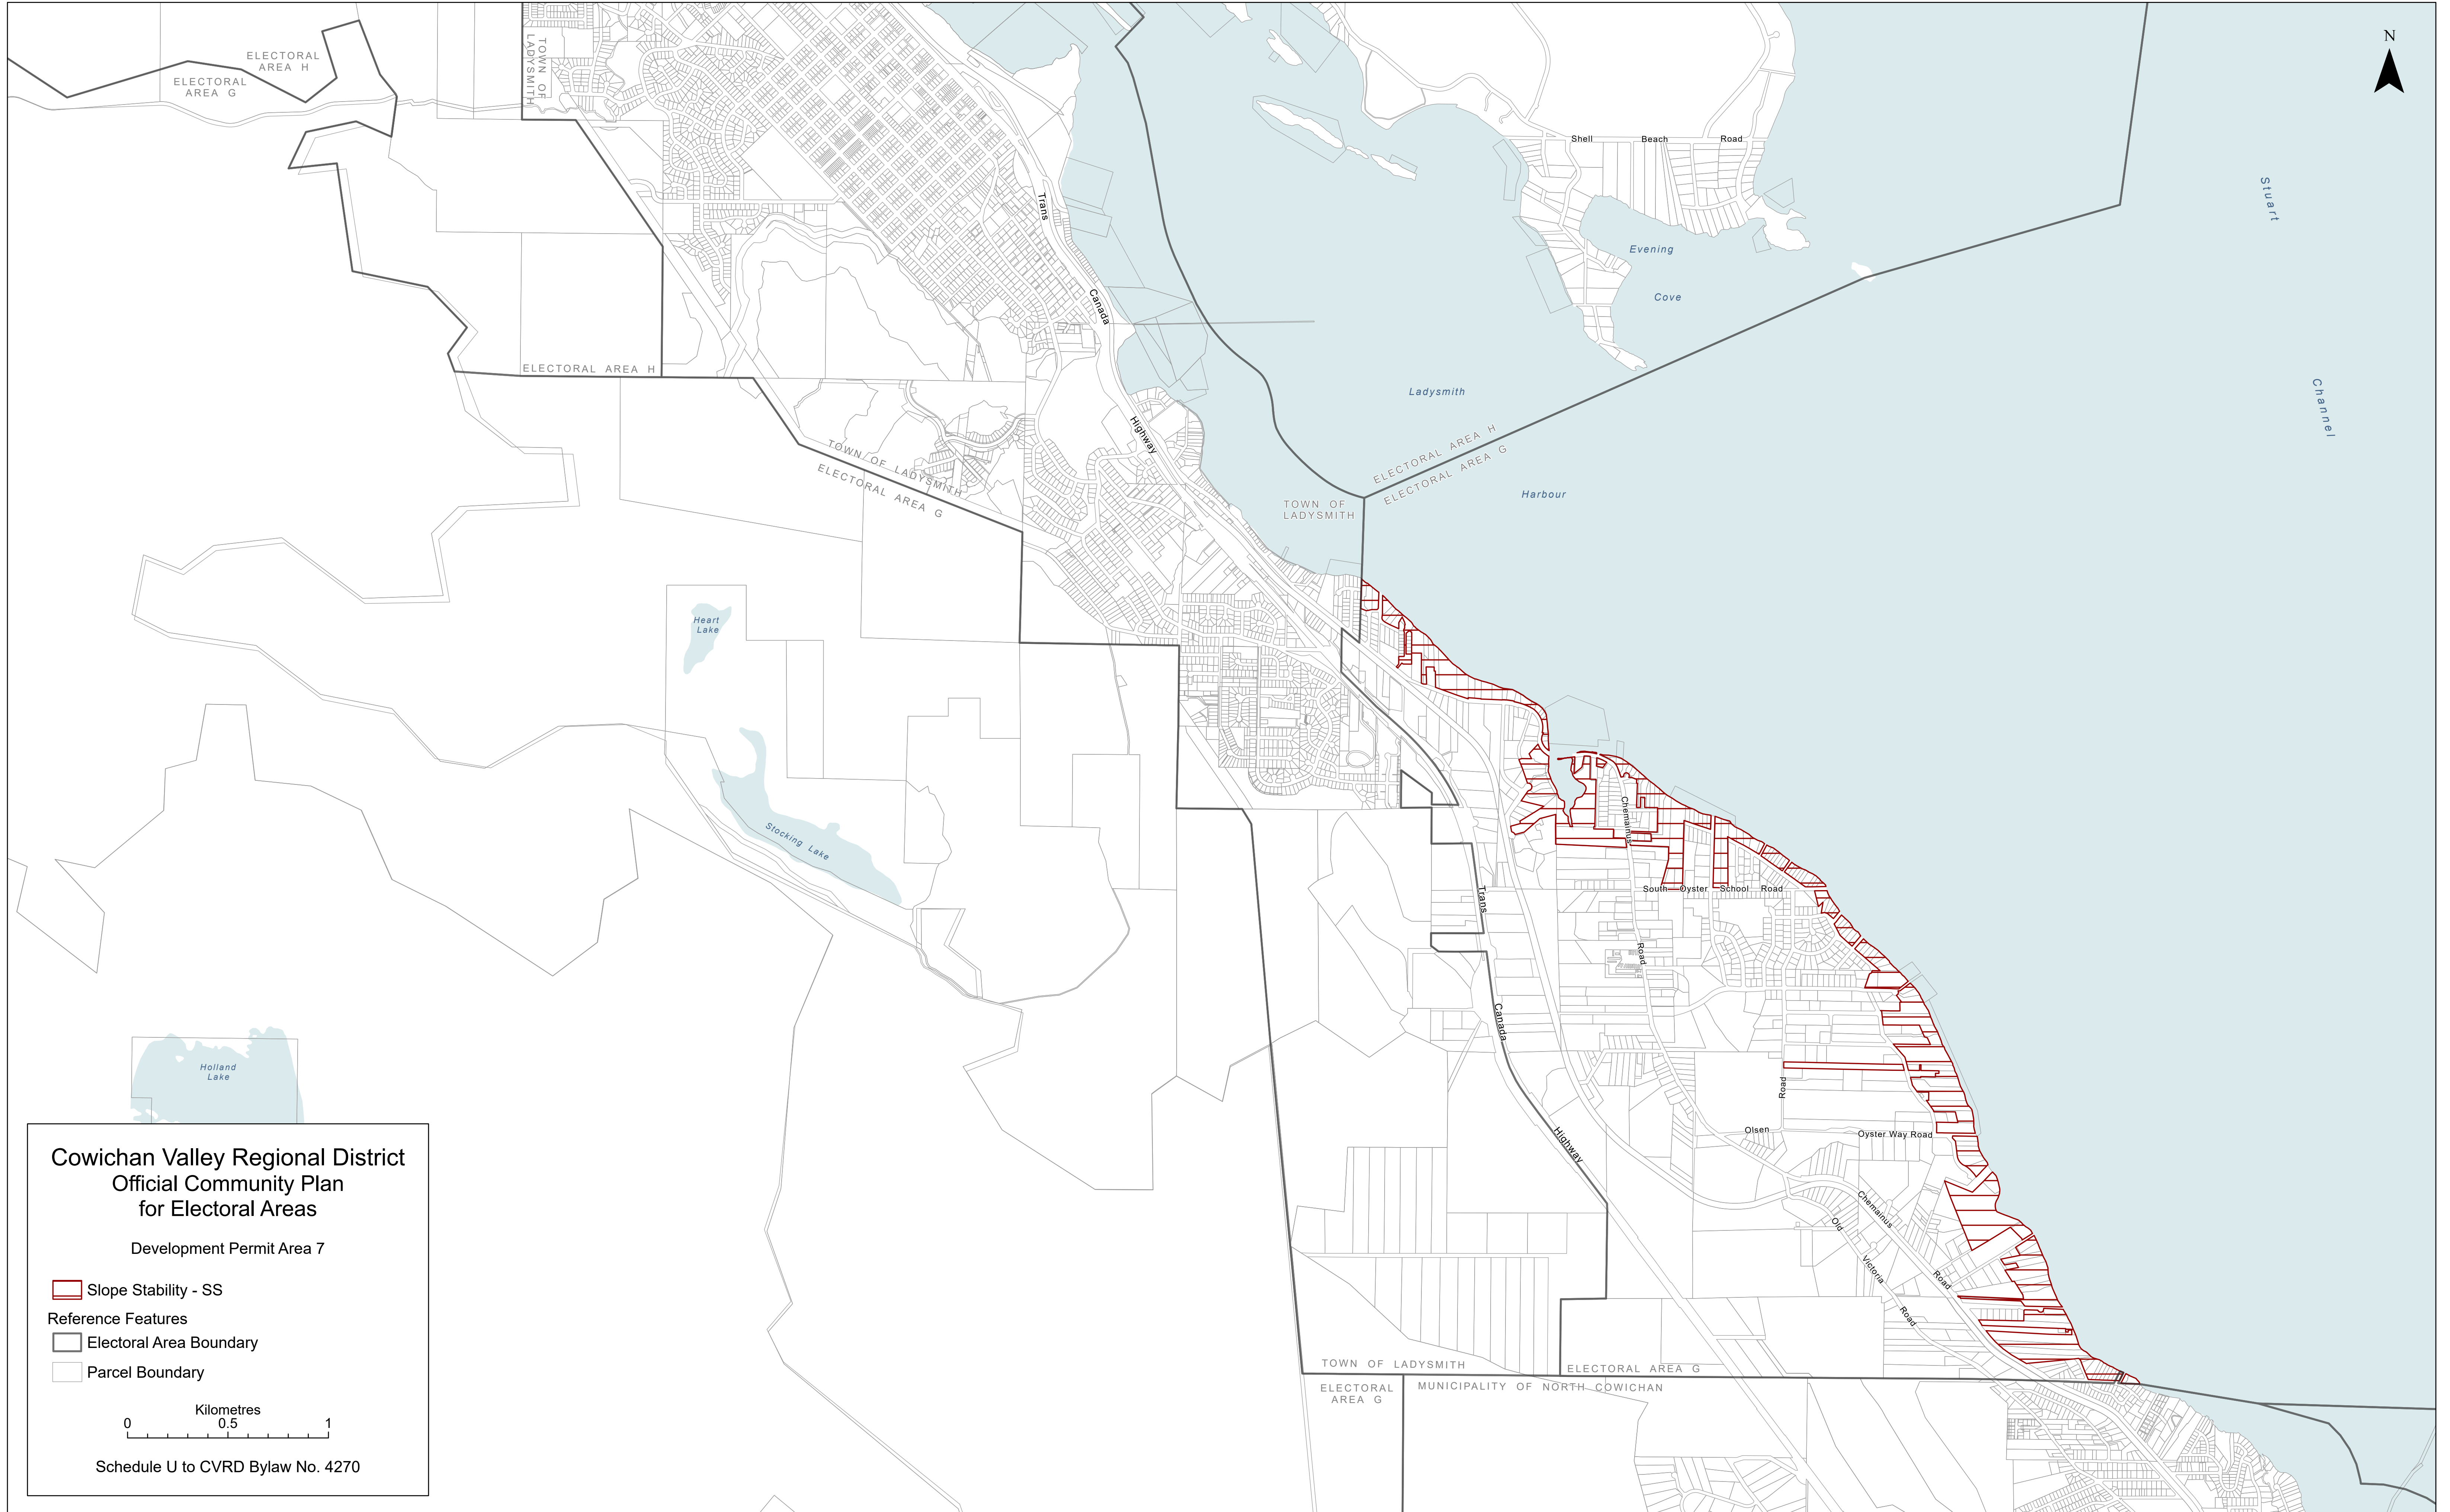 ELECTORAL
AREA H
ELECTORAL
AREA G
TOWN OF
LADYSMITH
N
Shell Beach Road
Stuart
Channel
Evening
Cove
Trans
Canada
Highway
ELECTORAL AREA H
Ladysmith
Harbour
TOWN OF LADYSMITH
ELECTORAL AREA G
ELECTORAL AREA H
ELECTORAL AREA G
TOWN OF
LADYSMITH
Heart
Lake
Stocking Lake
Chemainus
Road
South Oyster School Road
Trans
Canada
Highway
Holland
Lake
Road
Olsen
Oyster Way Road
Chemainus
Road
Old
Victoria
Road
TOWN OF LADYSMITH
ELECTORAL AREA G
ELECTORAL
AREA G
MUNICIPALITY OF NORTH COWICHAN
Cowichan Valley Regional District
Official Community Plan
for Electoral Areas
Development Permit Area 7
Slope Stability - SS
Reference Features
Electoral Area Boundary
Parcel Boundary
Kilometres
0 0.5 1
Schedule U to CVRD Bylaw No. 4270